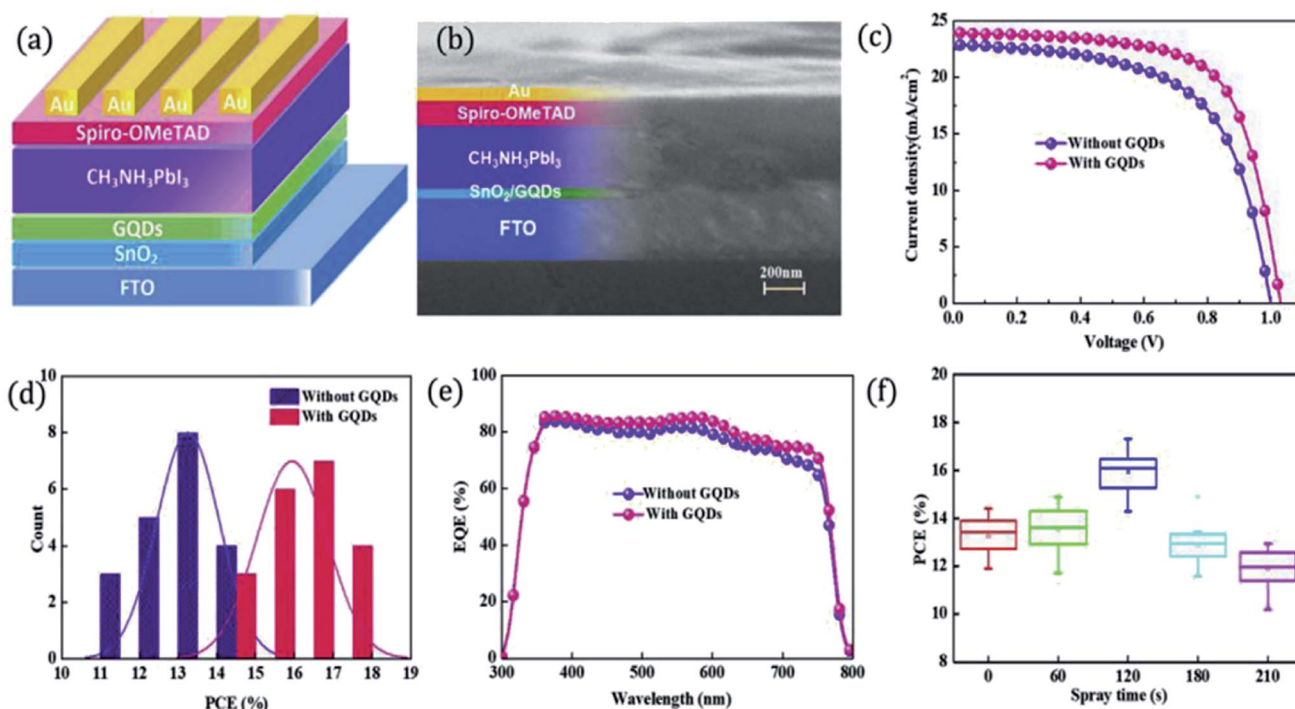 (a)
Au Au Au Au
Spiro-OMeTAD
CH₃NH₃PbI₃
GQDs
SnO₂
FTO
(b)
Au
Spiro-OMeTAD
CH₃NH₃PbI₃
SnO₂/GQDs
FTO
200nm
(c)
25
20
15
10
5
0
Current density(mA/cm²)
Without GQDs
With GQDs
0.0 0.2 0.4 0.6 0.8 1.0
Voltage (V)
(d)
10
8
6
4
2
0
Count
Without GQDs
With GQDs
10 11 12 13 14 15 16 17 18 19
PCE (%)
(e)
100
80
60
40
20
0
EQE (%)
Without GQDs
With GQDs
300 400 500 600 700 800
Wavelength (nm)
(f)
20
18
16
14
12
10
8
PCE (%)
0 60 120 180 210
Spray time (s)